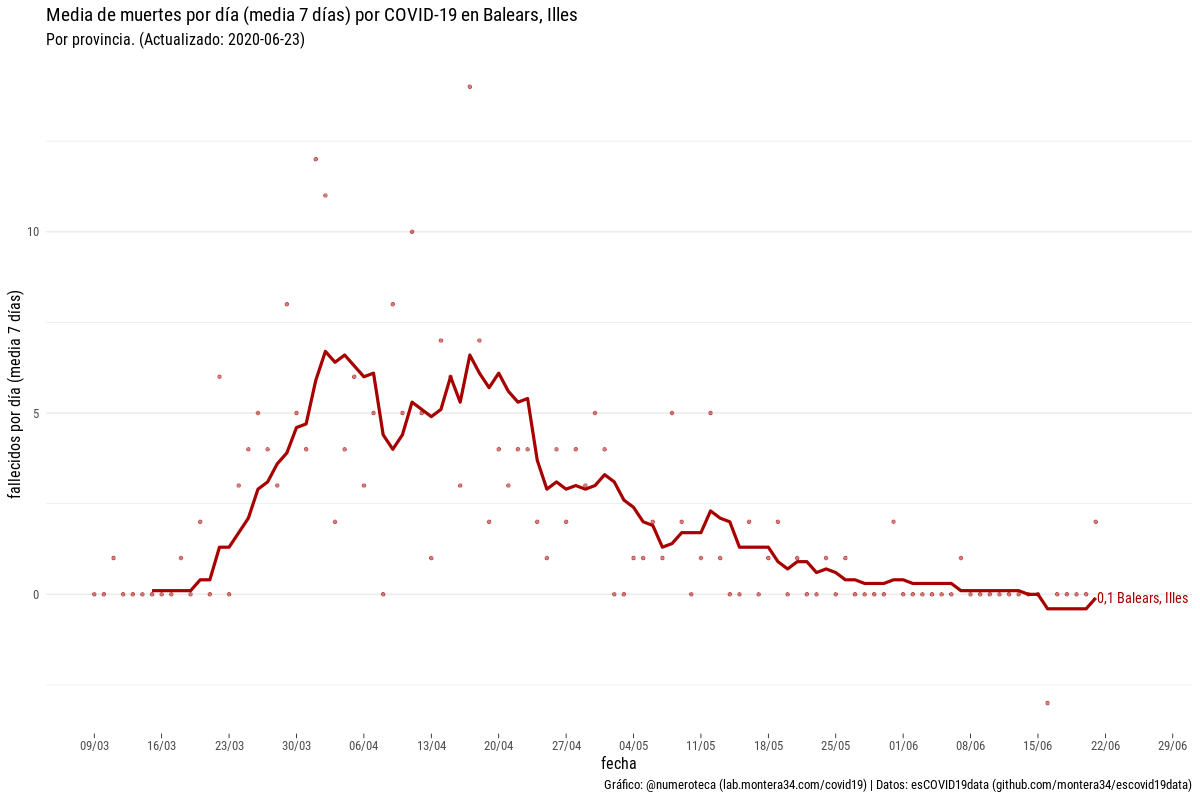 Media de muertes por día (media 7 días) por COVID-19 en Balears, Illes
Por provincia. (Actualizado: 2020-06-23)
fallecidos por día (media 7 días)
10
5
0
0,1 Balears, Illes
09/03 16/03 23/03 30/03 06/04 13/04 20/04 27/04 04/05 11/05 18/05 25/05 01/06 08/06 15/06 22/06 29/06
fecha
Gráfico: @numeroteca (lab.montera34.com/covid19) | Datos: esCOVID19data (github.com/montera34/escovid19data)